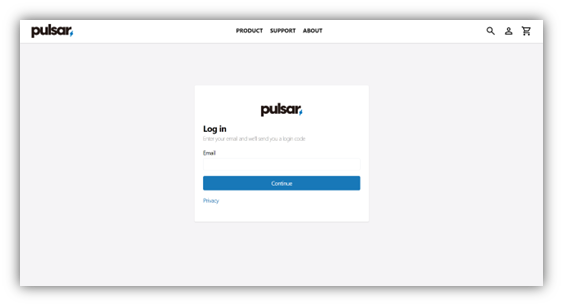 pulsar
PRODUCT SUPPORT ABOUT
pulsar
Log in
Enter your email and we'll send you a login code
Email
Continue
Privacy